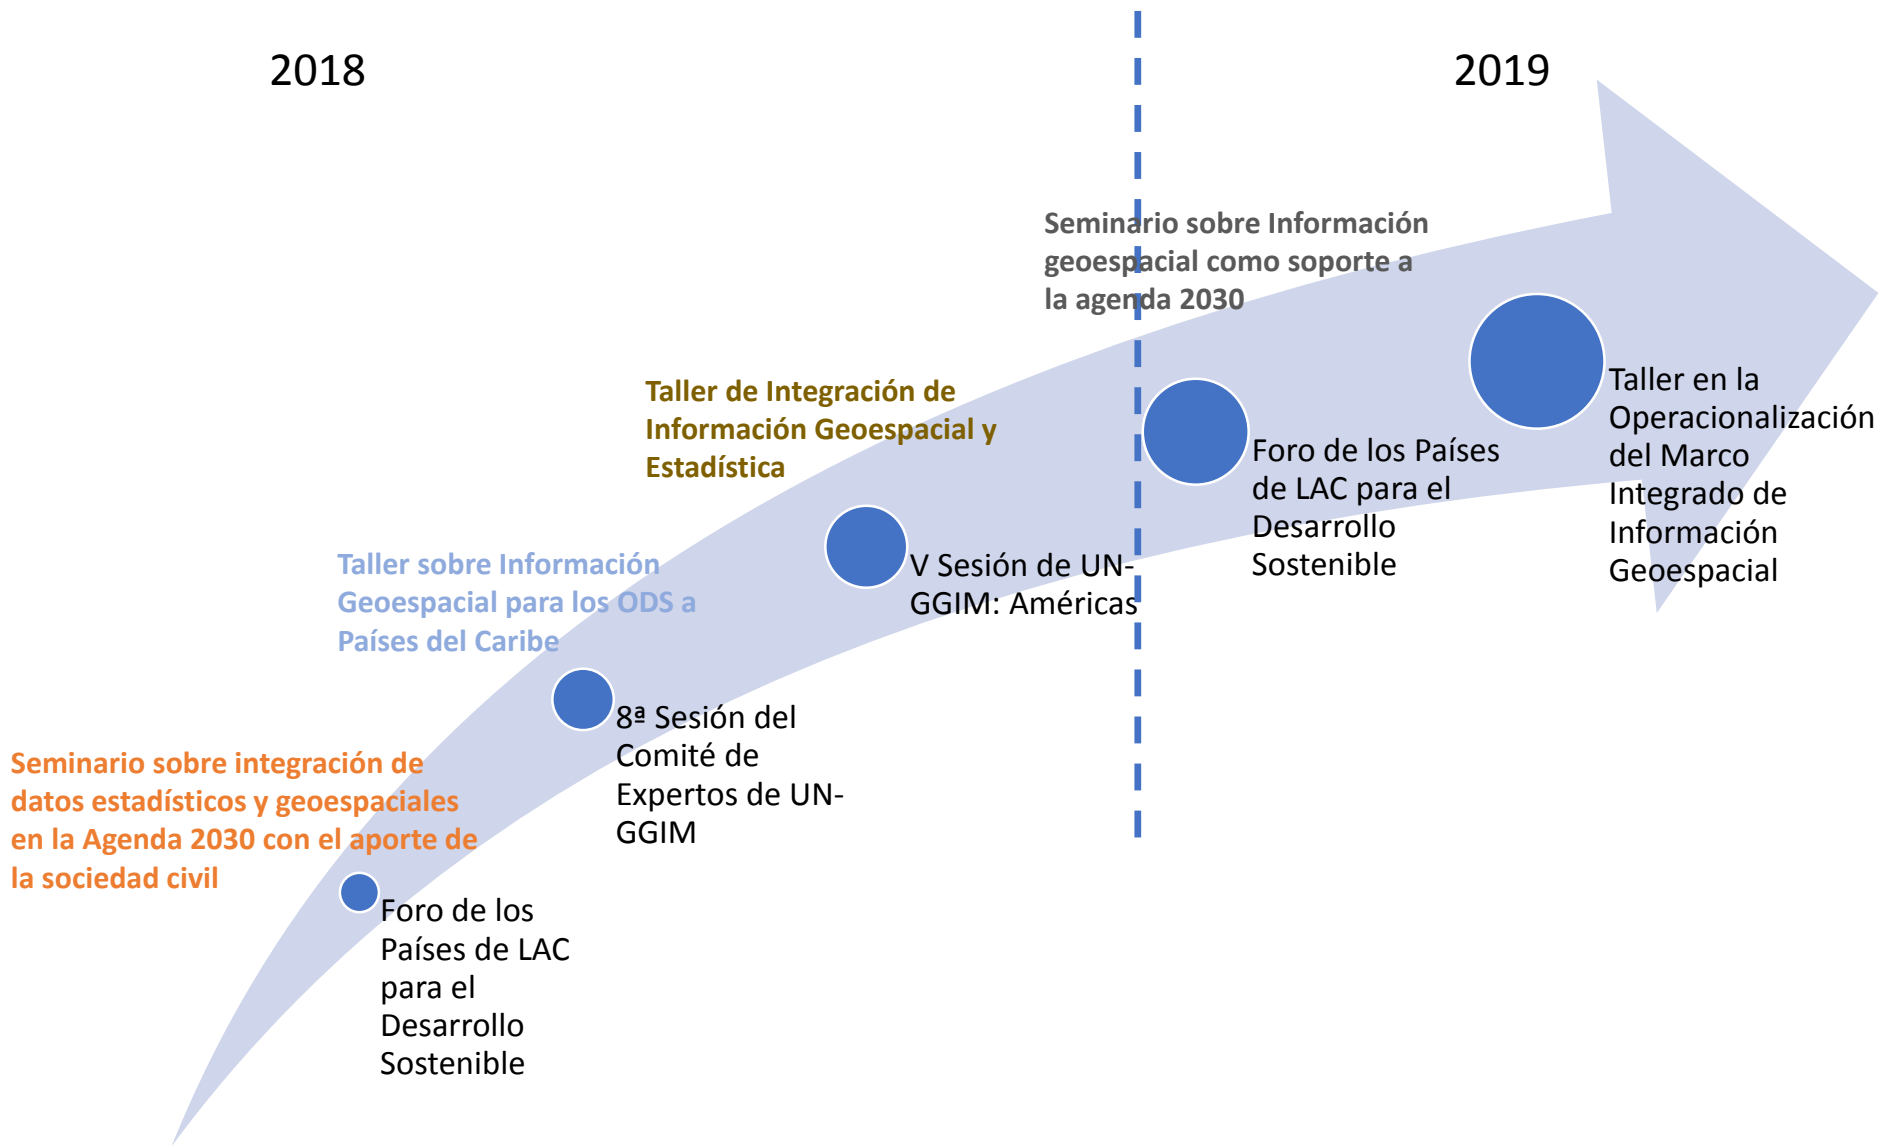 2018
2019
Seminario sobre Información
geoespacial como soporte a
la agenda 2030
Taller de Integración de
Información Geoespacial y
Estadística
Taller en la
Operacionalización
del Marco
Integrado de
Información
Geoespacial
Foro de los Países
de LAC para el
Desarrollo
Sostenible
V Sesión de UN-
GGIM: Américas
Taller sobre Información
Geoespacial para los ODS a
Países del Caribe
8ª Sesión del
Comité de
Expertos de UN-
GGIM
Seminario sobre integración de
datos estadísticos y geoespaciales
en la Agenda 2030 con el aporte de
la sociedad civil
Foro de los
Países de LAC
para el
Desarrollo
Sostenible